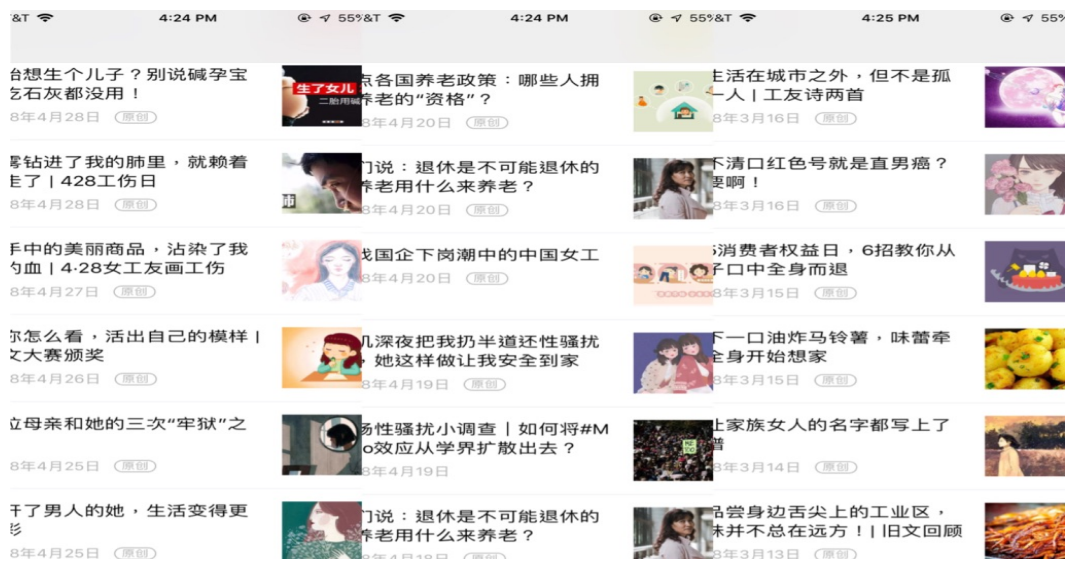 &T
4:24 PM
55%
胎想生个儿子？别说碱孕宝
吃石灰都没用！
8年4月28日 原创
生了女儿
二胎用碱
雾钻进了我的肺里，就赖着
走了 | 428工伤日
8年4月28日 原创
手中的美丽商品，沾染了我
的血 | 4·28女工友画工伤
8年4月27日 原创
你怎么看，活出自己的模样 |
文大赛颁奖
8年4月26日 原创
位母亲和她的三次“牢狱”之
8年4月25日 原创
开了男人的她，生活变得更
彩
8年4月25日 原创
&T
4:24 PM
55%
点各国养老政策：哪些人拥
养老的“资格”？
8年4月20日 原创
们说：退休是不可能退休的
养老用什么来养老？
8年4月20日 原创
国企下岗潮中的中国女工
8年4月20日 原创
机深夜把我扔半道还性骚扰
，她这样做让我安全到家
8年4月19日 原创
场性骚扰小调查 | 如何将#M
o效应从学界扩散出去？
8年4月19日
们说：退休是不可能退休的
养老用什么来养老？
8年4月18日 原创
&T
4:25 PM
55%
生活在城市之外，但不是孤
一人 | 工友诗两首
8年3月16日 原创
不清口红色号就是直男癌？
要啊！
8年3月16日 原创
5消费者权益日，6招教你从
子口中全身而退
8年3月15日 原创
下一口油炸马铃薯，味蕾牵
全身开始想家
8年3月15日 原创
让家族女人的名字都写上了
谱
8年3月14日 原创
品尝身边舌尖上的工业区，
味并不总在远方！| 旧文回顾
8年3月13日 原创